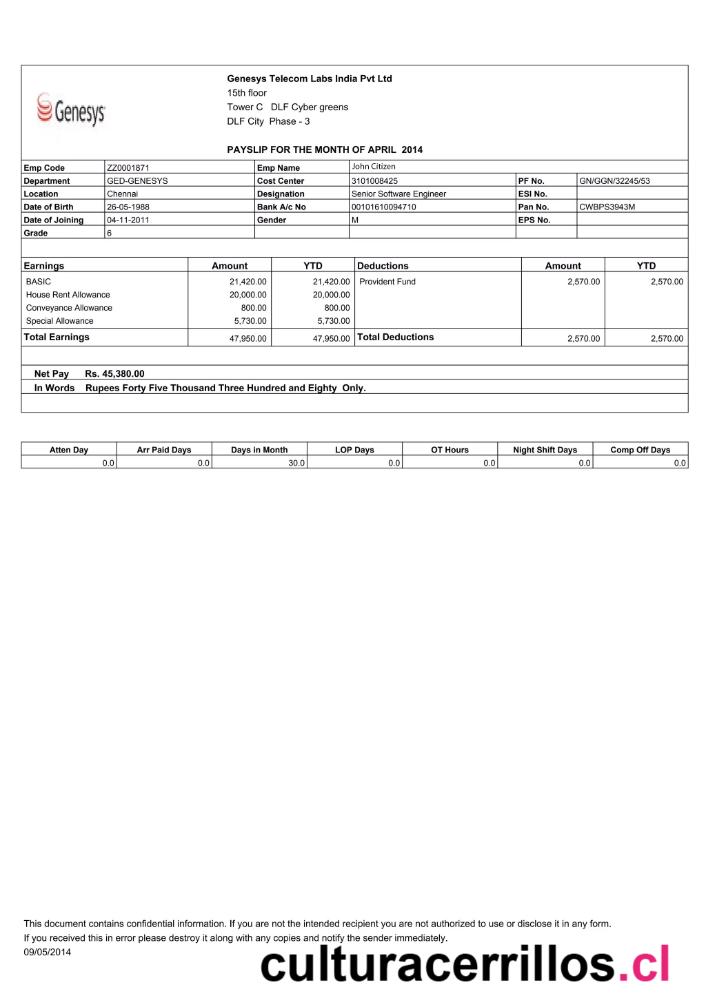 Genesys Telecom Labs India Pvt Ltd
15th floor
Tower C DLF Cyber greens
DLF City Phase - 3
Genesys
PAYSLIP FOR THE MONTH OF APRIL 2014
Emp Code ZZ0001871 Emp Name John Citizen
Department GED-GENESYS Cost Center 3101008425 PF No. GN/GGN/32245/53
Location Chennai Designation Senior Software Engineer ESI No.
Date of Birth 26-05-1988 Bank A/c No 00101610094710 Pan No. CWBPS3943M
Date of Joining 04-11-2011 Gender M EPS No.
Grade 6
Earnings Amount YTD Deductions Amount YTD
BASIC 21,420.00 21,420.00 Provident Fund 2,570.00 2,570.00
House Rent Allowance 20,000.00 20,000.00
Conveyance Allowance 800.00 800.00
Special Allowance 5,730.00 5,730.00
Total Earnings 47,950.00 47,950.00 Total Deductions 2,570.00 2,570.00
Net Pay Rs. 45,380.00
In Words Rupees Forty Five Thousand Three Hundred and Eighty Only.
Atten Day Arr Paid Days Days in Month LOP Days OT Hours Night Shift Days Comp Off Days
0.0 0.0 30.0 0.0 0.0 0.0 0.0
This document contains confidential information. If you are not the intended recipient you are not authorized to use or disclose it in any form.
If you received this in error please destroy it along with any copies and notify the sender immediately.
09/05/2014
culturacerrillos.cl